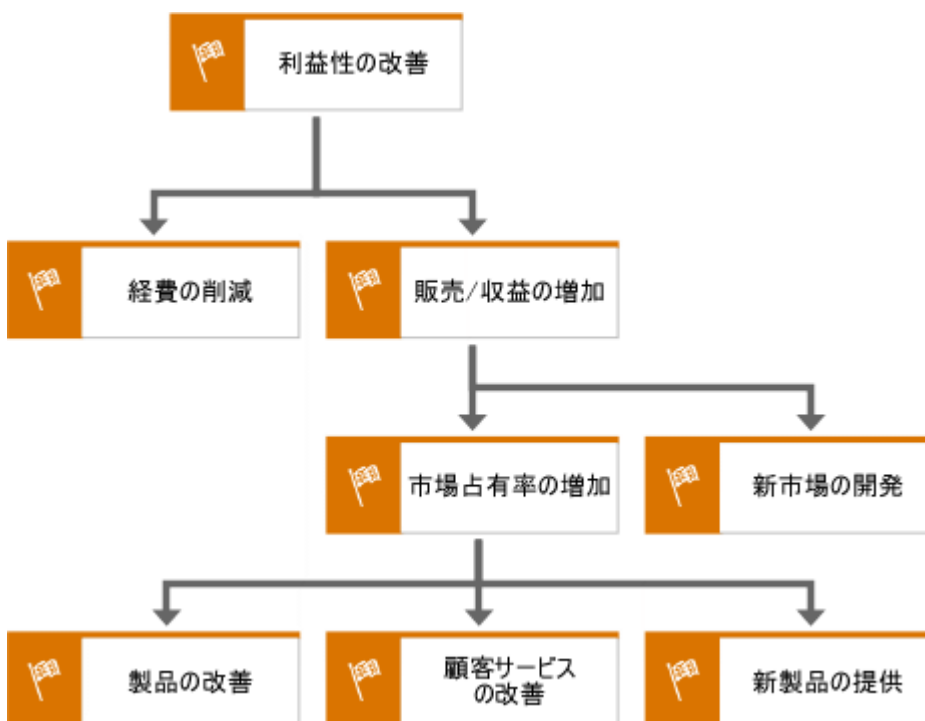 利益性の改善
経費の削減
販売/収益の増加
市場占有率の増加
新市場の開発
製品の改善
顧客サービス
の改善
新製品の提供